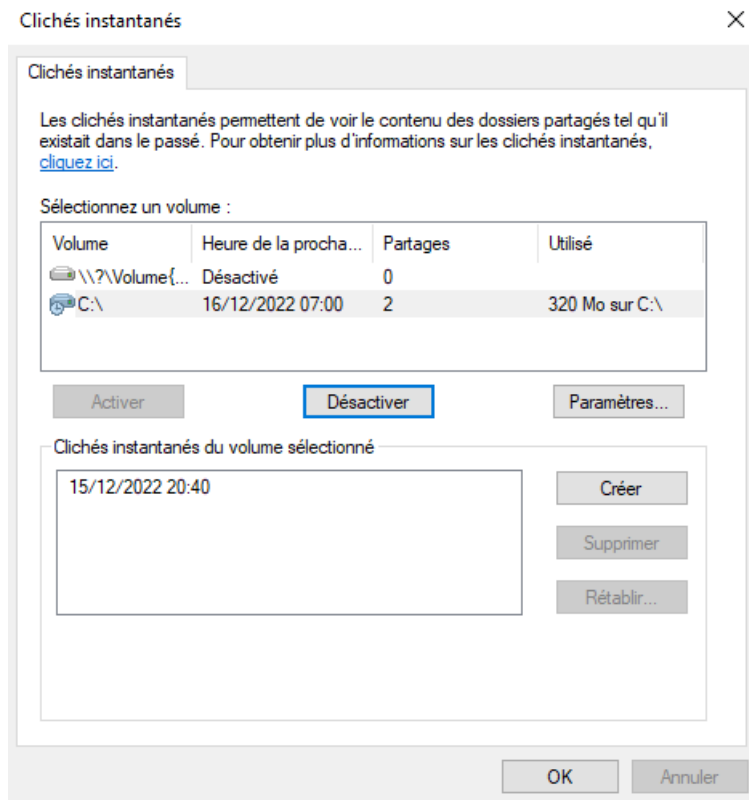 Clichés instantanés
Clichés instantanés
Les clichés instantanés permettent de voir le contenu des dossiers partagés tel qu'il
existait dans le passé. Pour obtenir plus d'informations sur les clichés instantanés,
cliquez ici.
Sélectionnez un volume :
Volume Heure de la procha... Partages Utilisé
\\?\Volume{... Désactivé 0
C:\ 16/12/2022 07:00 2 320 Mo sur C:\
Activer Désactiver Paramètres...
Clichés instantanés du volume sélectionné
15/12/2022 20:40
Créer
Supprimer
Rétablir...
OK Annuler